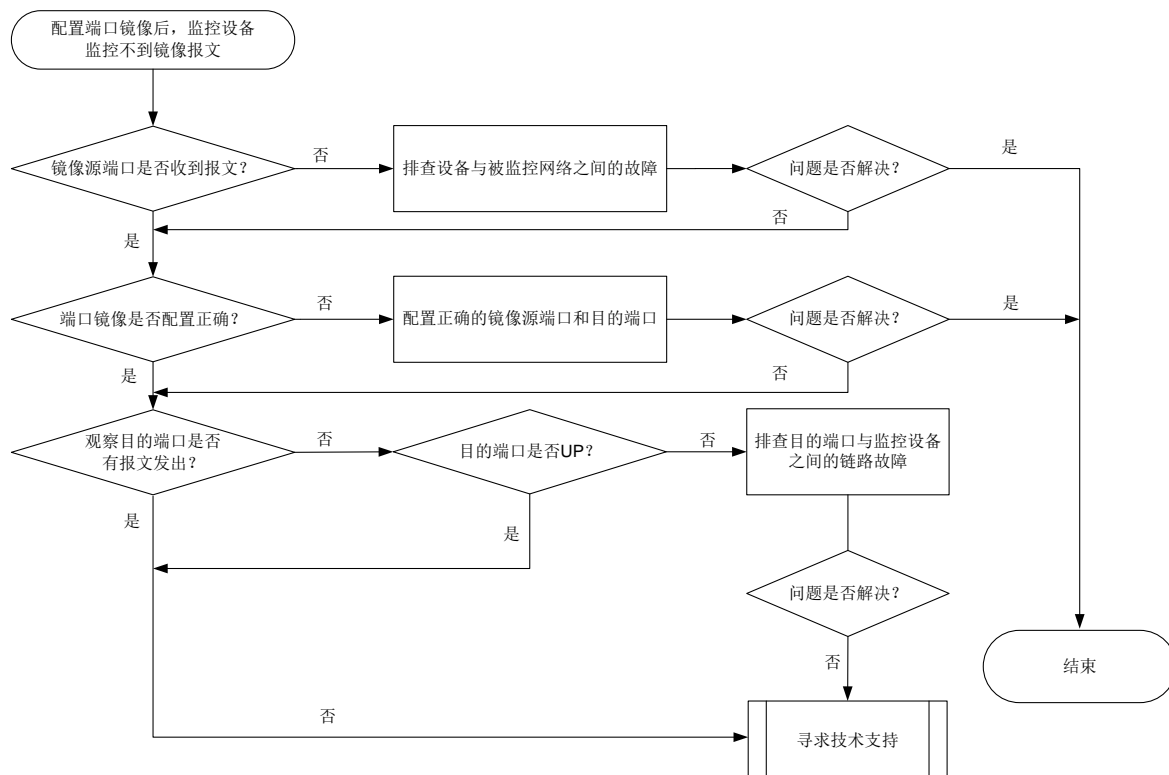 配置端口镜像后，监控设备
监控不到镜像报文
镜像源端口是否收到报文？
否
排查设备与被监控网络之间的故障
问题是否解决？
是
否
是
端口镜像是否配置正确？
否
配置正确的镜像源端口和目的端口
问题是否解决？
是
否
是
观察目的端口是否
有报文发出？
否
目的端口是否UP？
否
排查目的端口与监控设备
之间的链路故障
是
是
问题是否解决？
否
结束
否
寻求技术支持